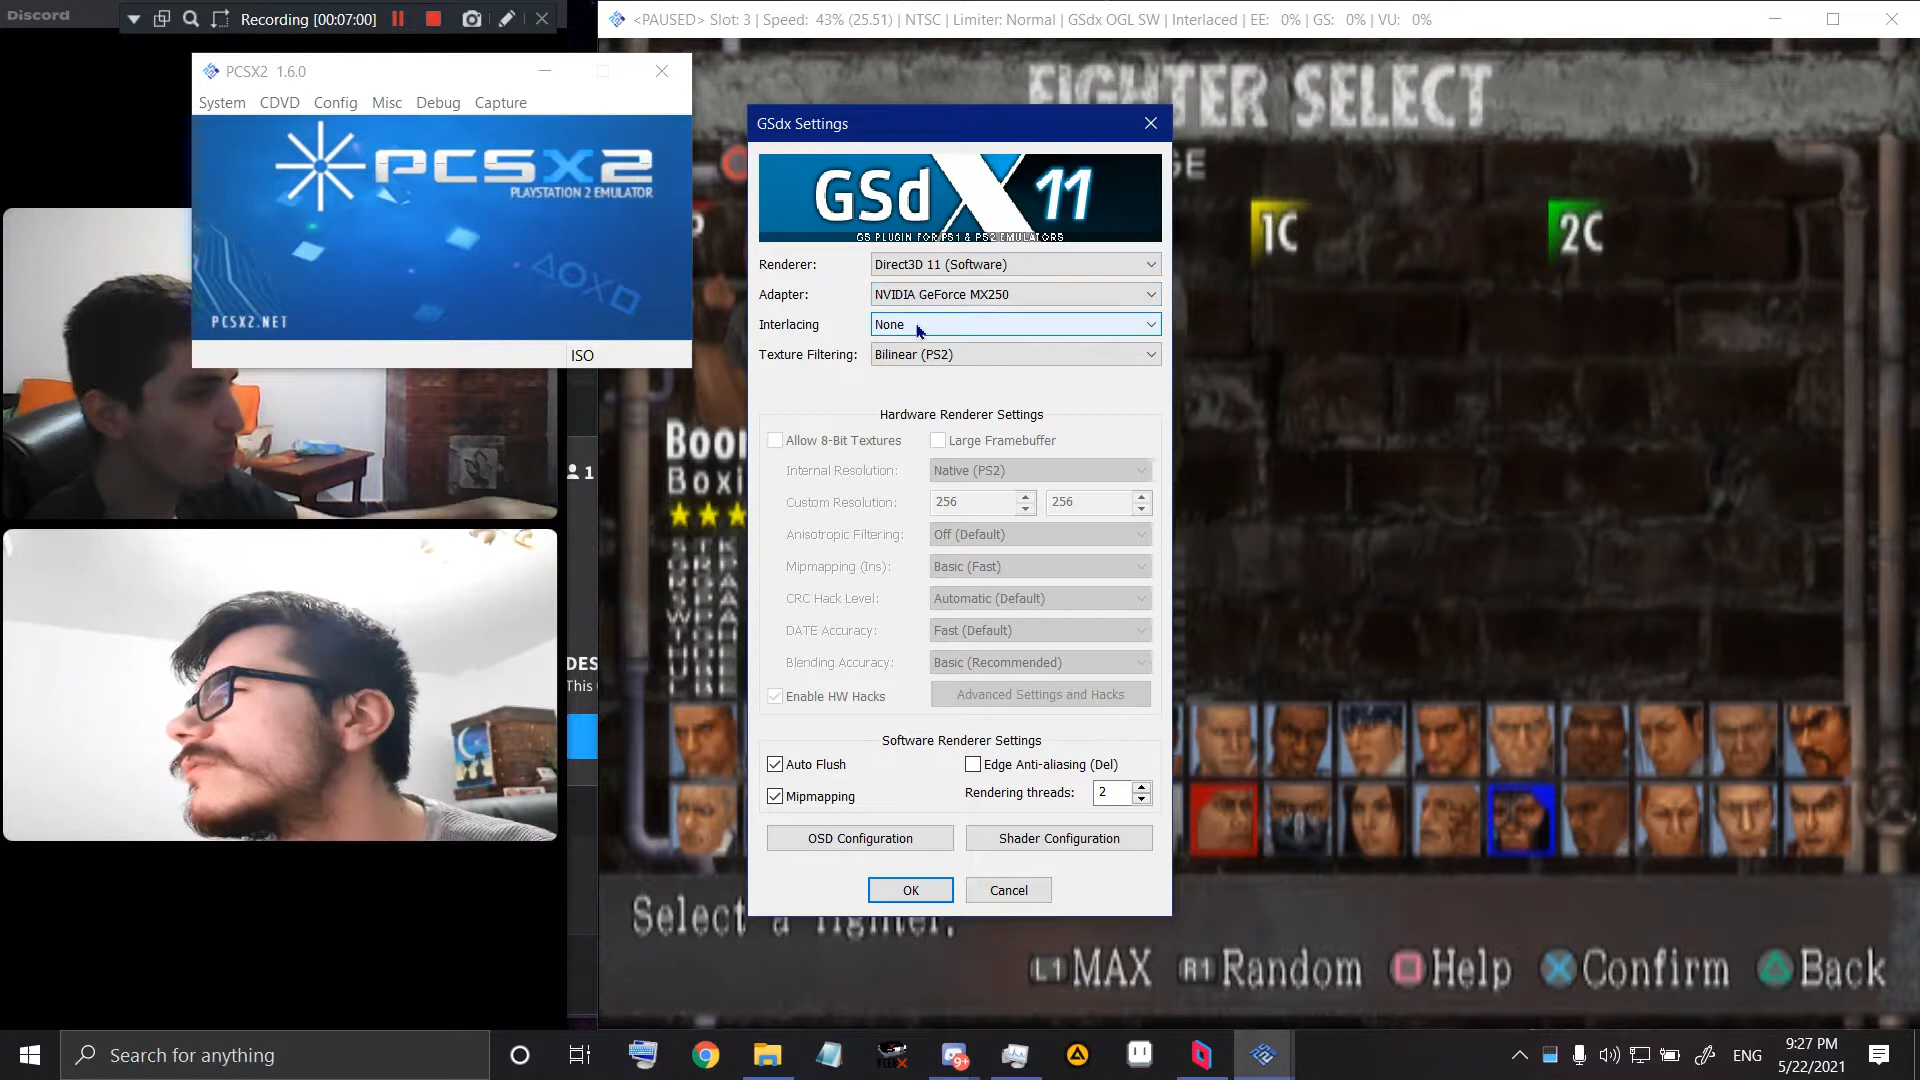 Discord
Recording [00:07:00]
<PAUSED> Slot: 3 | Speed: 43% (25.51) | NTSC | Limiter: Normal | GSdx OGL SW | Interlaced | EE: 0% | GS: 0% | VU: 0%
PCSX2 1.6.0
System CDVD Config Misc Debug Capture
PCSX2
PLAYSTATION 2 EMULATOR
PCSX2.NET
ISO
FIGHTER SELECT
1C
2C
GSdx Settings
GSdX11
GS PLUGIN FOR PS1 & PS2 EMULATORS
Renderer: Direct3D 11 (Software)
Adapter: NVIDIA GeForce MX250
Interlacing None
Texture Filtering: Bilinear (PS2)
Hardware Renderer Settings
Allow 8-Bit Textures Large Framebuffer
Internal Resolution: Native (PS2)
Custom Resolution: 256 256
Anisotropic Filtering: Off (Default)
Mipmapping (Ins): Basic (Fast)
CRC Hack Level: Automatic (Default)
DATE Accuracy: Fast (Default)
Blending Accuracy: Basic (Recommended)
Enable HW Hacks Advanced Settings and Hacks
Software Renderer Settings
Auto Flush Edge Anti-aliasing (Del)
Mipmapping Rendering threads: 2
OSD Configuration Shader Configuration
OK Cancel
1
DES
This
Boo
Boxi
Select a fighter.
L1 MAX R1 Random Help Confirm Back
Search for anything
9+
ENG
9:27 PM
5/22/2021